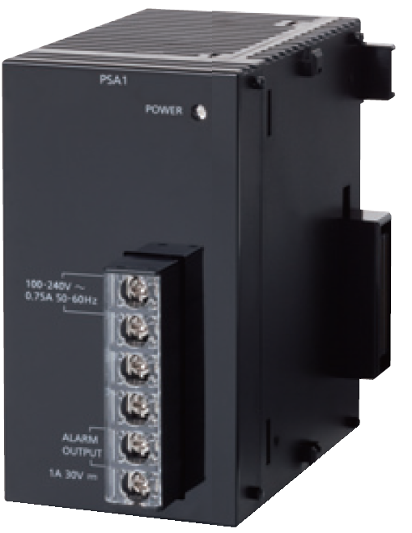 PSA1
POWER
100-240V ～
0.75A 50-60Hz
ALARM
OUTPUT
1A 30V ⎓